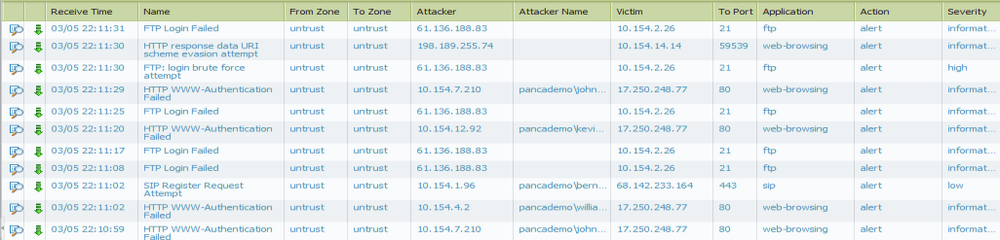 Receive Time Name From Zone To Zone Attacker Attacker Name Victim To Port Application Action Severity
03/05 22:11:31 FTP Login Failed untrust untrust 61.136.188.83 10.154.2.26 21 ftp alert informat...
03/05 22:11:30 HTTP response data URI scheme evasion attempt untrust untrust 198.189.255.74 10.154.14.14 59539 web-browsing alert informat...
03/05 22:11:30 FTP: login brute force attempt untrust untrust 61.136.188.83 10.154.2.26 21 ftp alert high
03/05 22:11:29 HTTP WWW-Authentication Failed untrust untrust 10.154.7.210 pancademo\john... 17.250.248.77 80 web-browsing alert informat...
03/05 22:11:25 FTP Login Failed untrust untrust 61.136.188.83 10.154.2.26 21 ftp alert informat...
03/05 22:11:20 HTTP WWW-Authentication Failed untrust untrust 10.154.12.92 pancademo\kevi... 17.250.248.77 80 web-browsing alert informat...
03/05 22:11:17 FTP Login Failed untrust untrust 61.136.188.83 10.154.2.26 21 ftp alert informat...
03/05 22:11:08 FTP Login Failed untrust untrust 61.136.188.83 10.154.2.26 21 ftp alert informat...
03/05 22:11:02 SIP Register Request Attempt untrust untrust 10.154.1.96 pancademo\bern... 68.142.233.164 443 sip alert low
03/05 22:11:02 HTTP WWW-Authentication Failed untrust untrust 10.154.4.2 pancademo\willia... 17.250.248.77 80 web-browsing alert informat...
03/05 22:10:59 HTTP WWW-Authentication Failed untrust untrust 10.154.7.210 pancademo\john... 17.250.248.77 80 web-browsing alert informat...